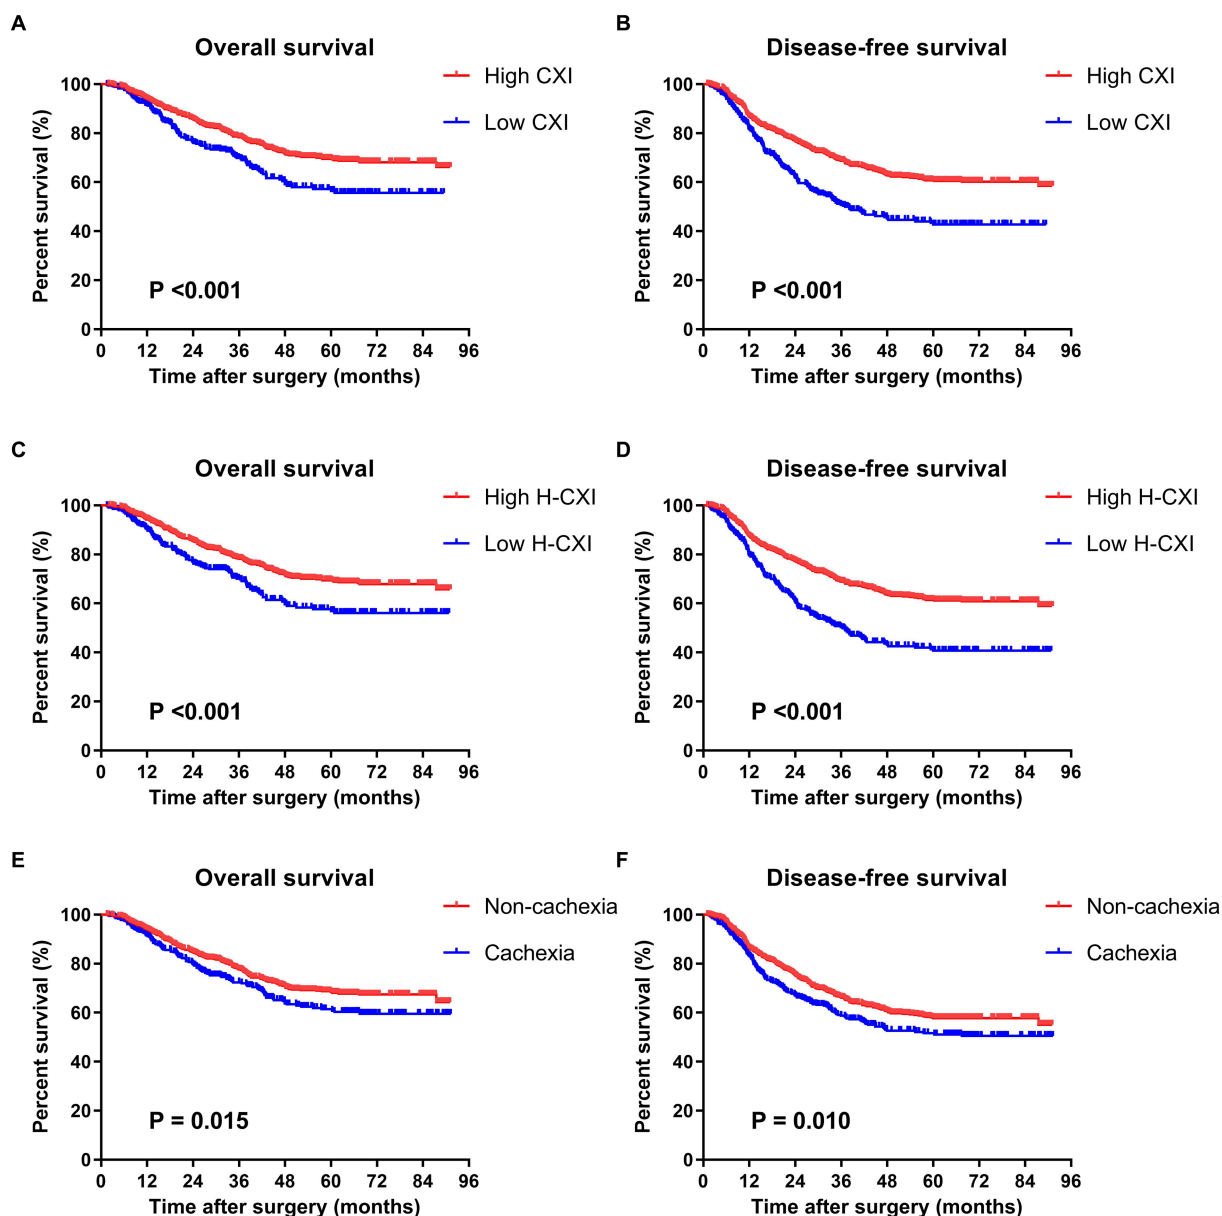 A
Overall survival
High CXI
Low CXI
Percent survival (%)
100
80
60
40
20
0
P <0.001
0 12 24 36 48 60 72 84 96
Time after surgery (months)
B
Disease-free survival
High CXI
Low CXI
Percent survival (%)
100
80
60
40
20
0
P <0.001
0 12 24 36 48 60 72 84 96
Time after surgery (months)
C
Overall survival
High H-CXI
Low H-CXI
Percent survival (%)
100
80
60
40
20
0
P <0.001
0 12 24 36 48 60 72 84 96
Time after surgery (months)
D
Disease-free survival
High H-CXI
Low H-CXI
Percent survival (%)
100
80
60
40
20
0
P <0.001
0 12 24 36 48 60 72 84 96
Time after surgery (months)
E
Overall survival
Non-cachexia
Cachexia
Percent survival (%)
100
80
60
40
20
0
P = 0.015
0 12 24 36 48 60 72 84 96
Time after surgery (months)
F
Disease-free survival
Non-cachexia
Cachexia
Percent survival (%)
100
80
60
40
20
0
P = 0.010
0 12 24 36 48 60 72 84 96
Time after surgery (months)